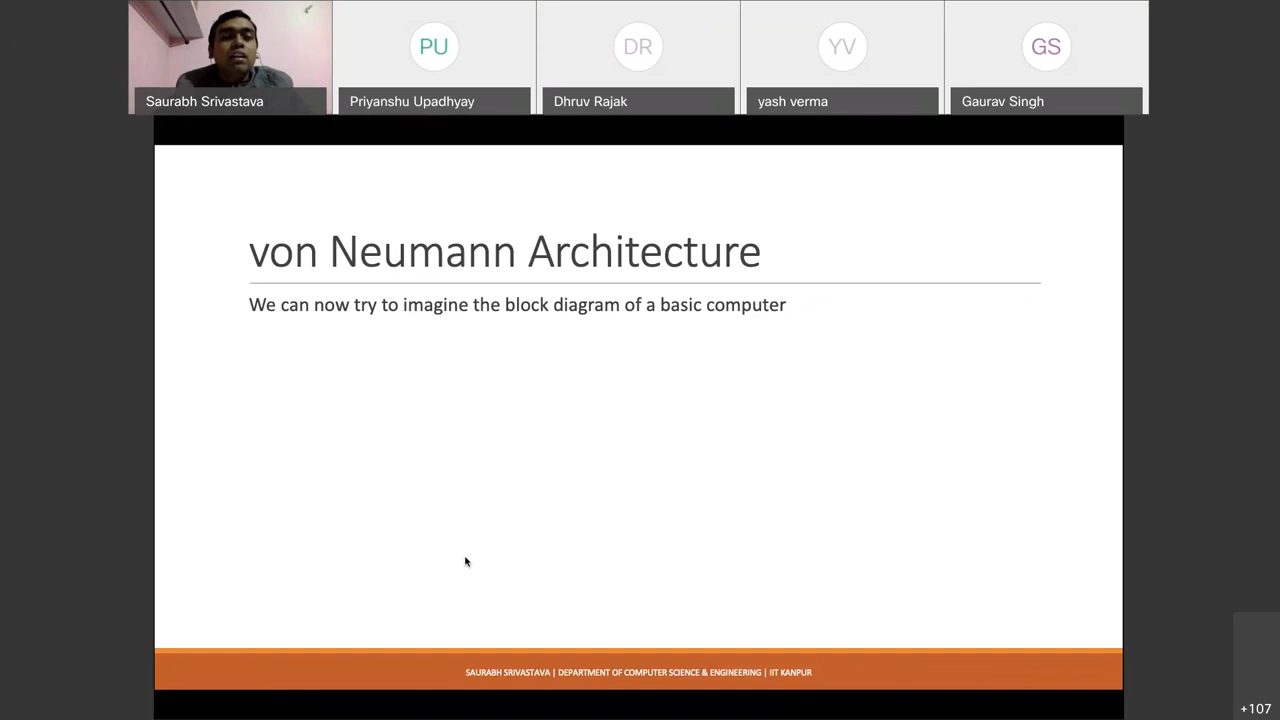 PU
DR
YV
GS
Saurabh Srivastava
Priyanshu Upadhyay
Dhruv Rajak
yash verma
Gaurav Singh
von Neumann Architecture
We can now try to imagine the block diagram of a basic computer
SAURABH SRIVASTAVA | DEPARTMENT OF COMPUTER SCIENCE & ENGINEERING | IIT KANPUR
+107